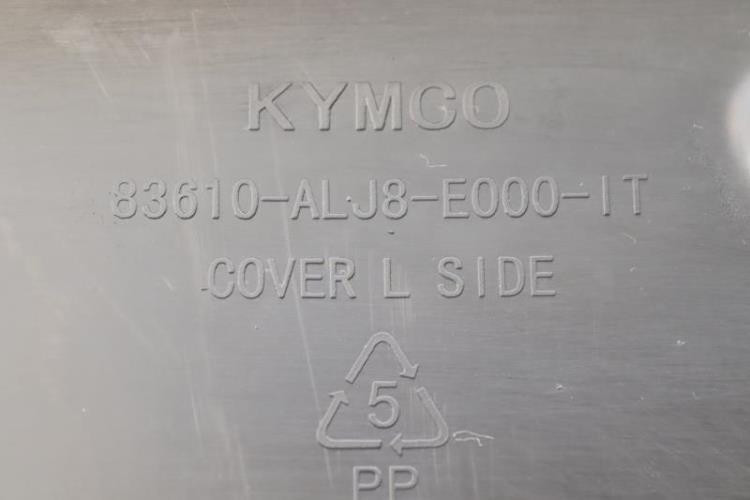 KYMCO
83610-ALJ8-E000-IT
COVER L SIDE
5
PP